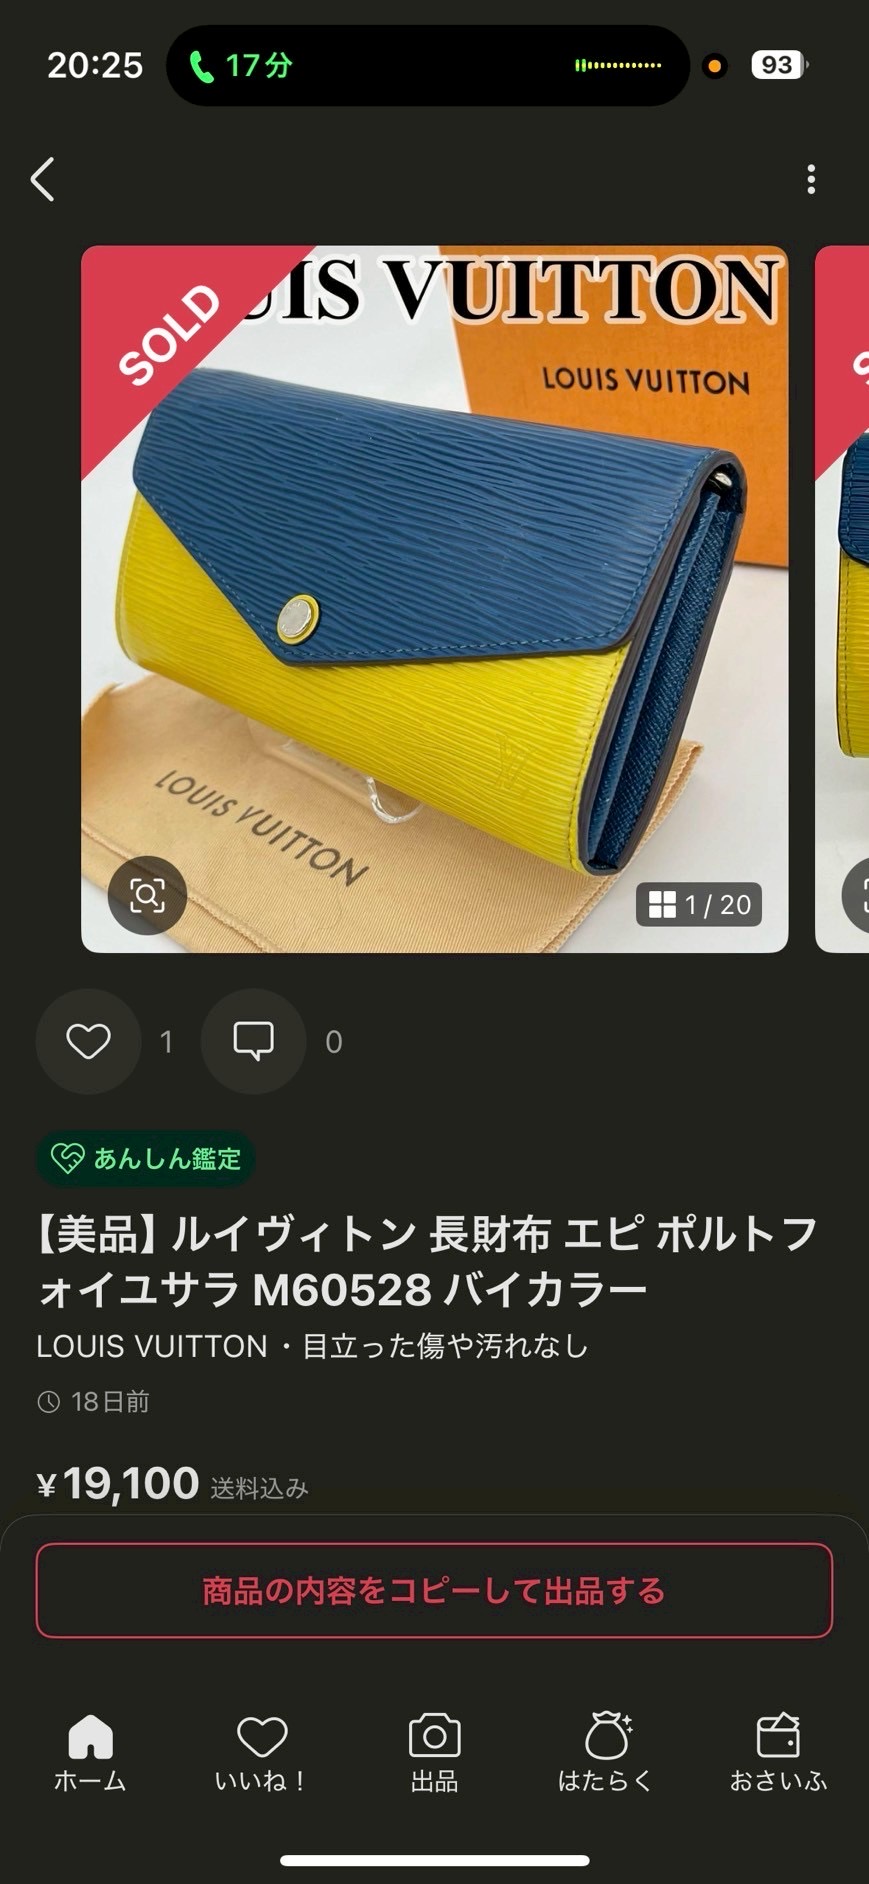 20:25
17分
93
SOLD
UIS VUITTON
LOUIS VUITTON
LOUIS VUITTON
1 / 20
1
0
あんしん鑑定
【美品】ルイヴィトン 長財布 エピ ポルトフ
ォイユサラ M60528 バイカラー
LOUIS VUITTON・目立った傷や汚れなし
18日前
¥19,100 送料込み
商品の内容をコピーして出品する
ホーム
いいね！
出品
はたらく
おさいふ